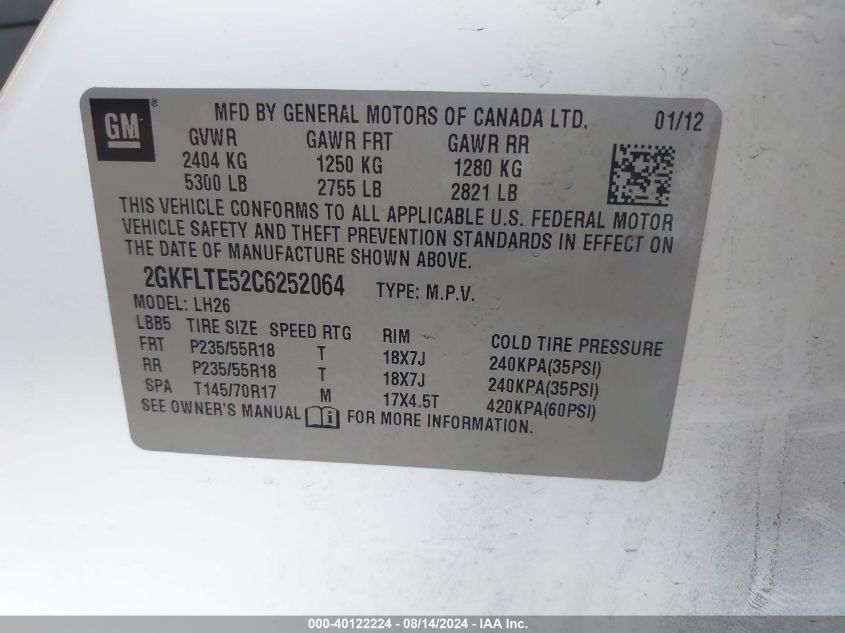 GM ®
MFD BY GENERAL MOTORS OF CANADA LTD. 01/12
GVWR GAWR FRT GAWR RR
2404 KG 1250 KG 1280 KG
5300 LB 2755 LB 2821 LB
THIS VEHICLE CONFORMS TO ALL APPLICABLE U.S. FEDERAL MOTOR
VEHICLE SAFETY AND THEFT PREVENTION STANDARDS IN EFFECT ON
THE DATE OF MANUFACTURE SHOWN ABOVE.
2GKFLTE52C6252064 TYPE: M.P.V.
MODEL: LH26
LBB5 TIRE SIZE SPEED RTG RIM COLD TIRE PRESSURE
FRT P235/55R18 T 18X7J 240KPA(35PSI)
RR P235/55R18 T 18X7J 240KPA(35PSI)
SPA T145/70R17 M 17X4.5T 420KPA(60PSI)
SEE OWNER'S MANUAL FOR MORE INFORMATION.
000-40122224 - 08/14/2024 - IAA Inc.